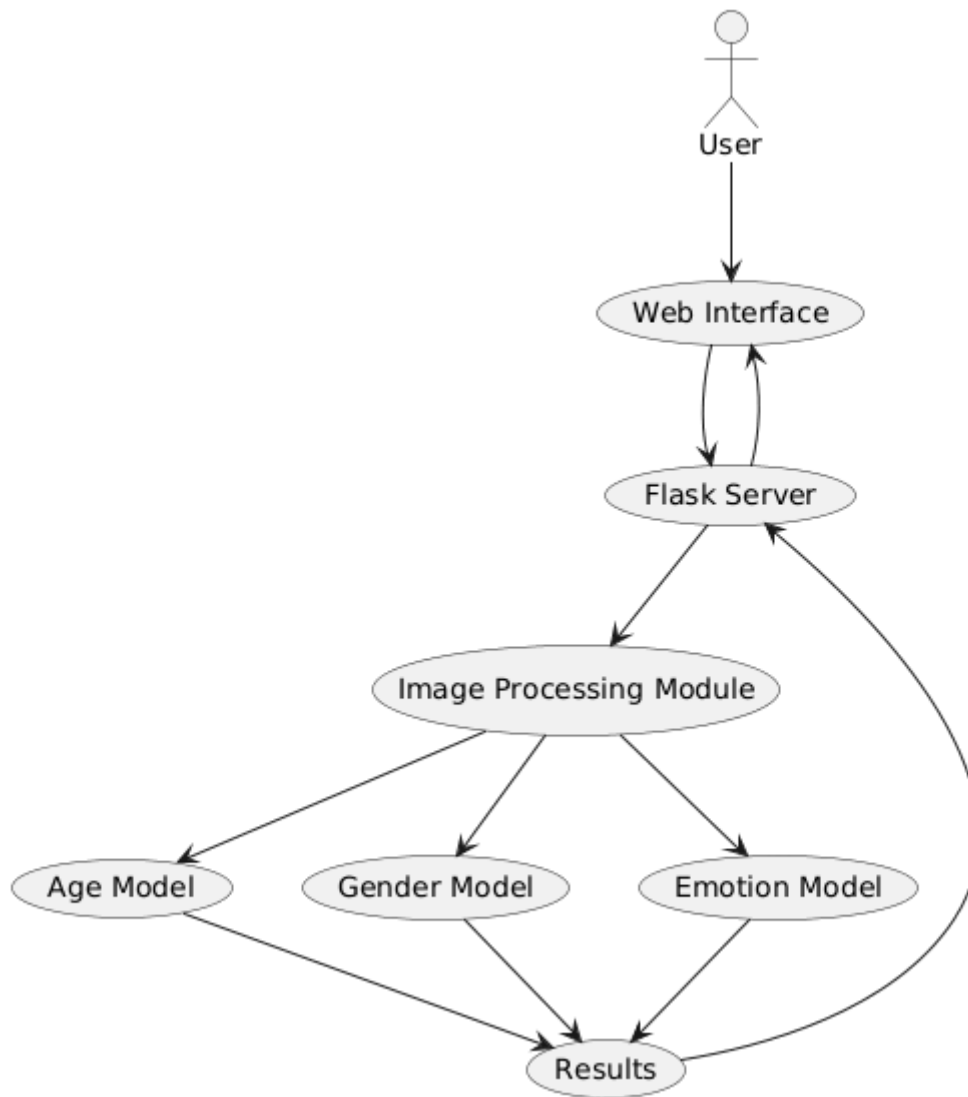 User
Web Interface
Flask Server
Image Processing Module
Age Model
Gender Model
Emotion Model
Results